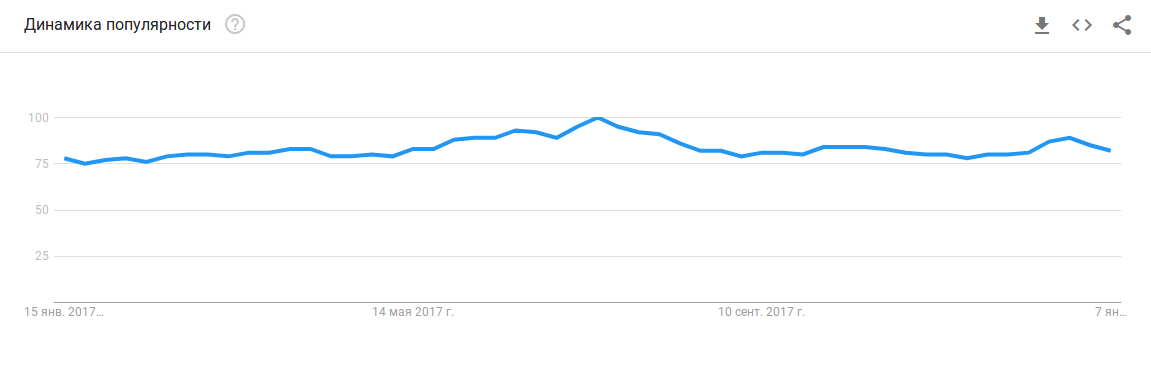 Динамика популярности ?
100
75
50
25
15 янв. 2017…
14 мая 2017 г.
10 сент. 2017 г.
7 ян…